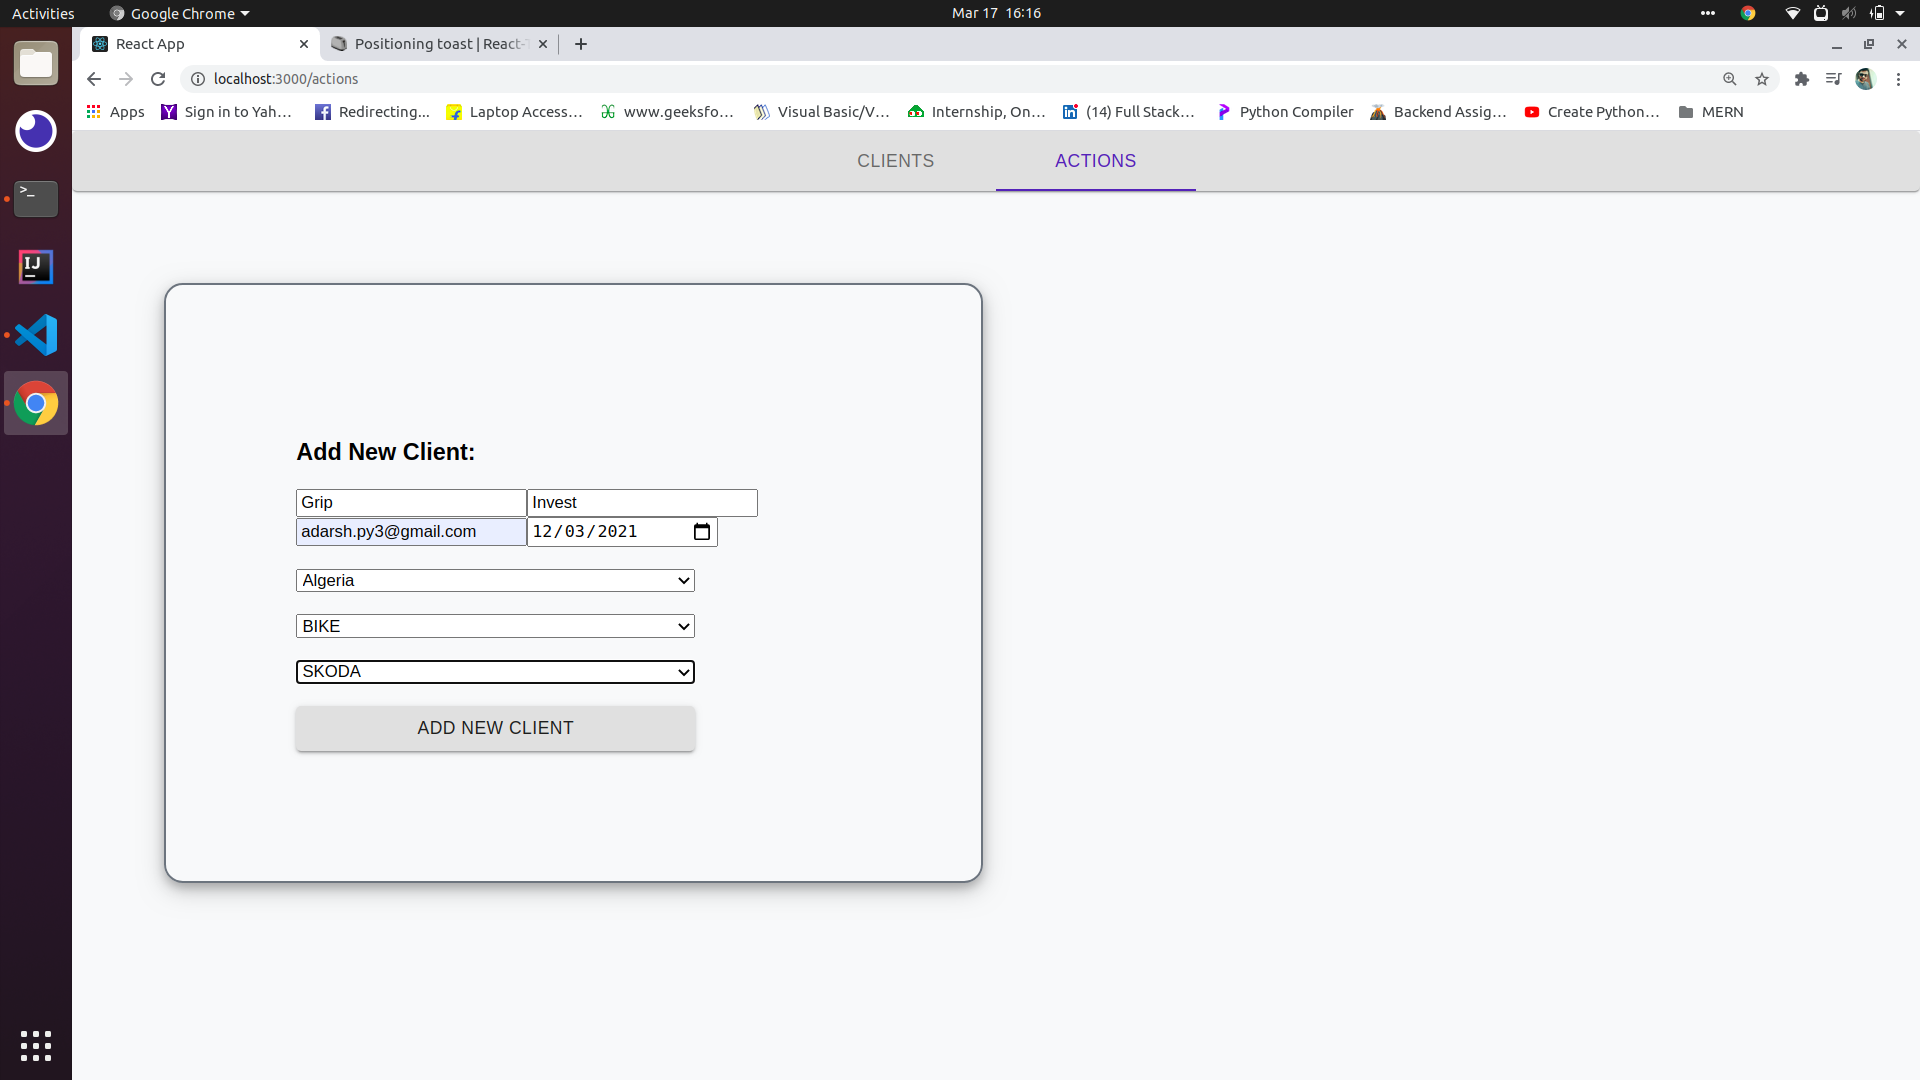 Activities Google Chrome Mar 17 16:16
React App Positioning toast | React-T
localhost:3000/actions
Apps Sign in to Yah... Redirecting... Laptop Access... www.geeksfo... Visual Basic/V... Internship, On... (14) Full Stack... Python Compiler Backend Assig... Create Python... MERN
CLIENTS ACTIONS
Add New Client:
Grip Invest
adarsh.py3@gmail.com 12/03/2021
Algeria
BIKE
SKODA
ADD NEW CLIENT